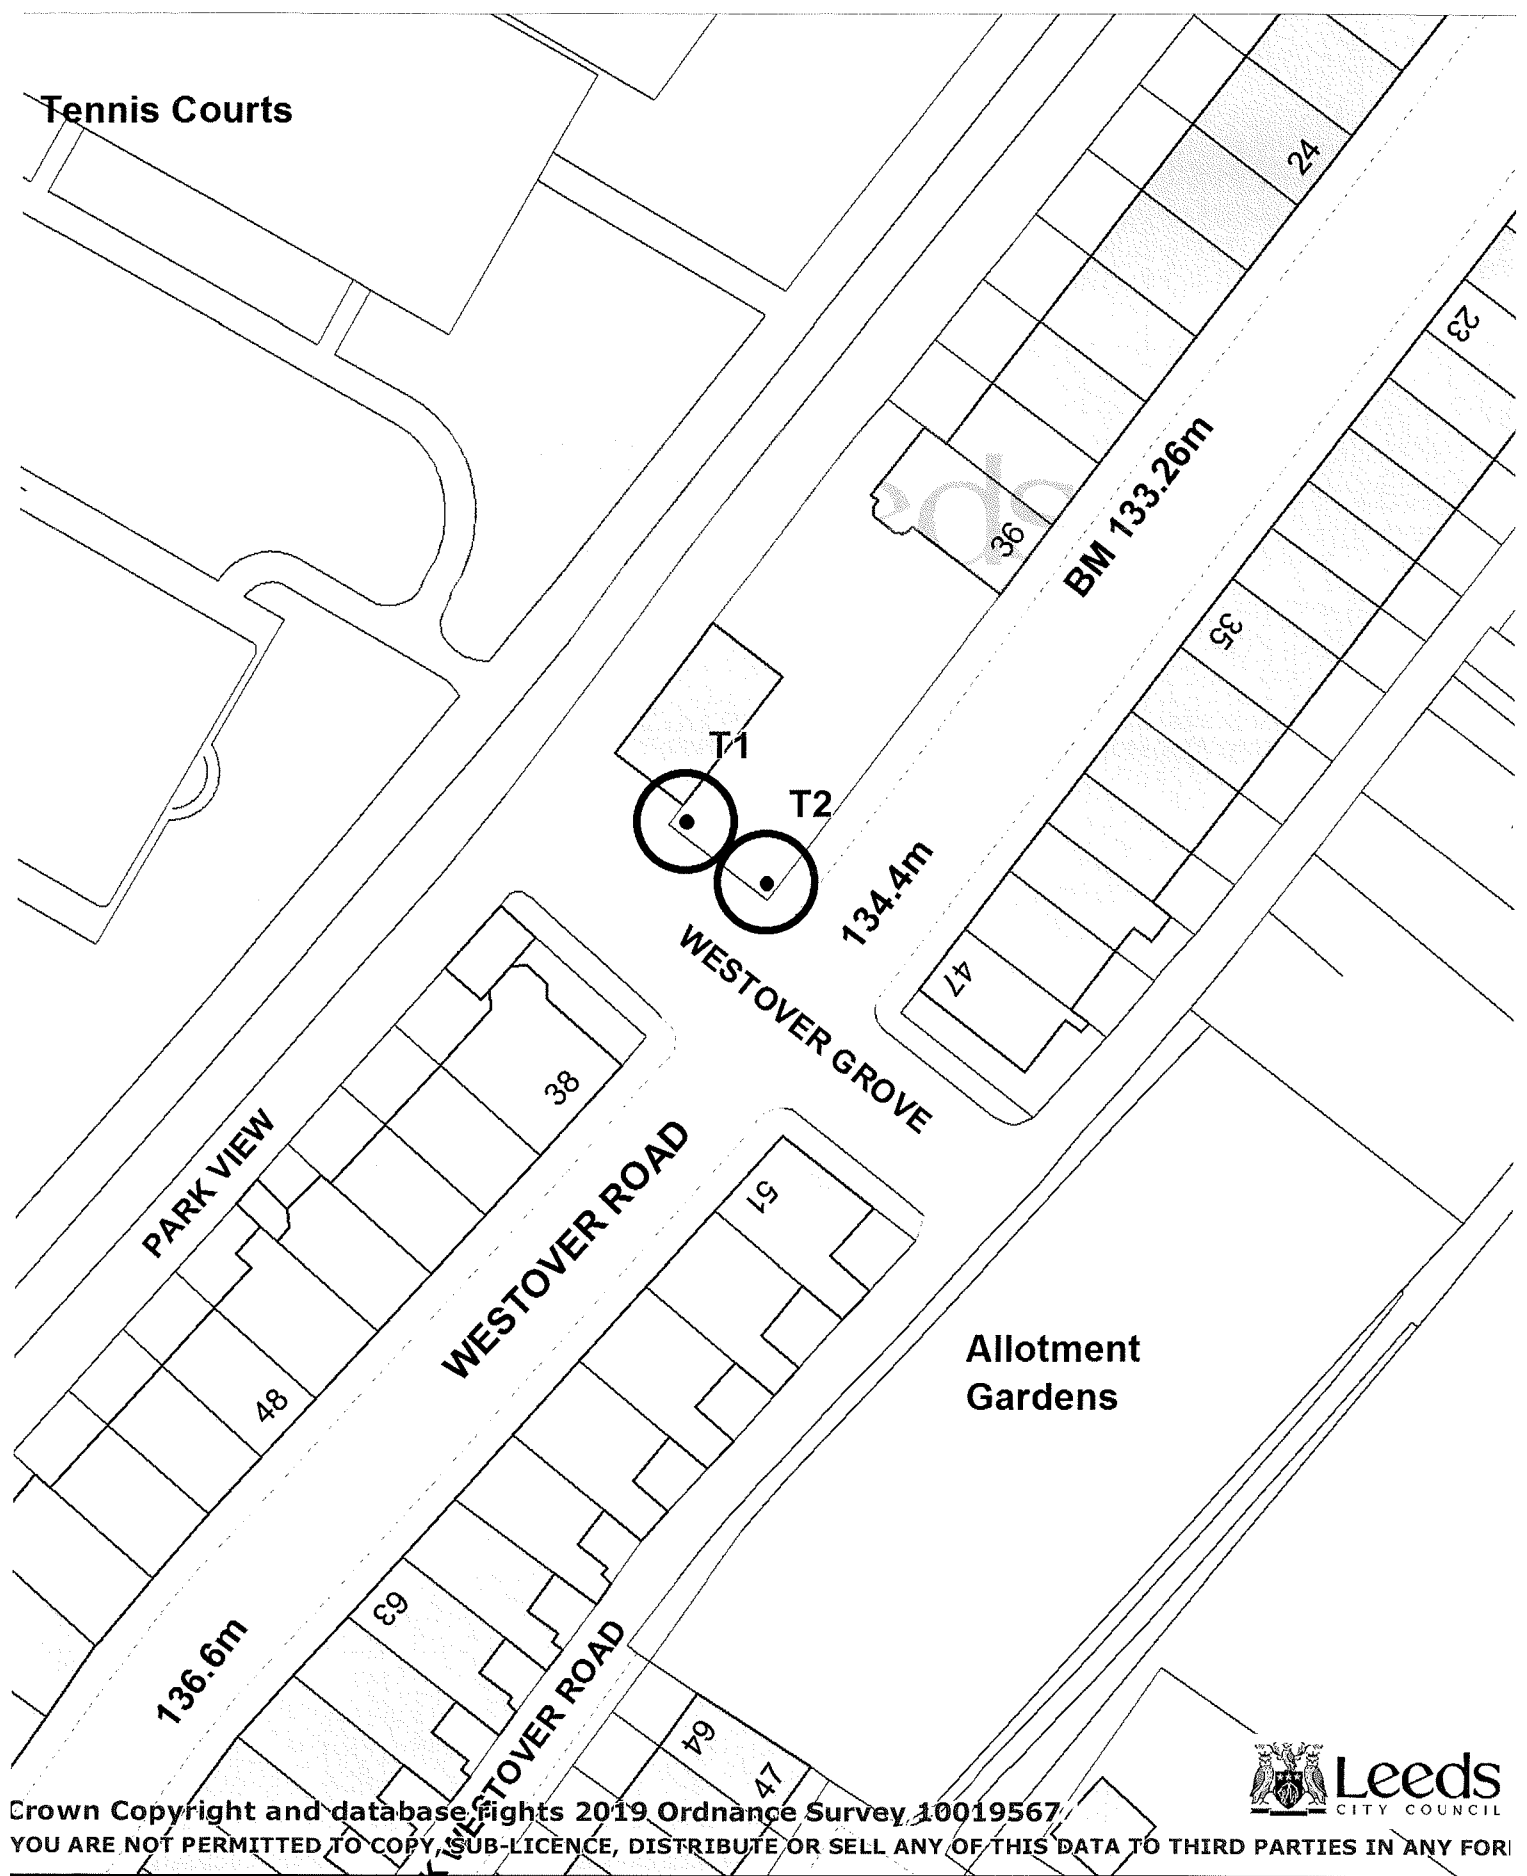 Tennis Courts
24
23
BM 133.26m
eds
36
35
T1
T2
134.4m
WESTOVER GROVE
47
38
PARK VIEW
WESTOVER ROAD
51
Allotment
Gardens
48
63
136.6m
K WESTOVER ROAD
64
47
Leeds
CITY COUNCIL
Crown Copyright and database rights 2019 Ordnance Survey 10019567
YOU ARE NOT PERMITTED TO COPY, SUB-LICENCE, DISTRIBUTE OR SELL ANY OF THIS DATA TO THIRD PARTIES IN ANY FORM